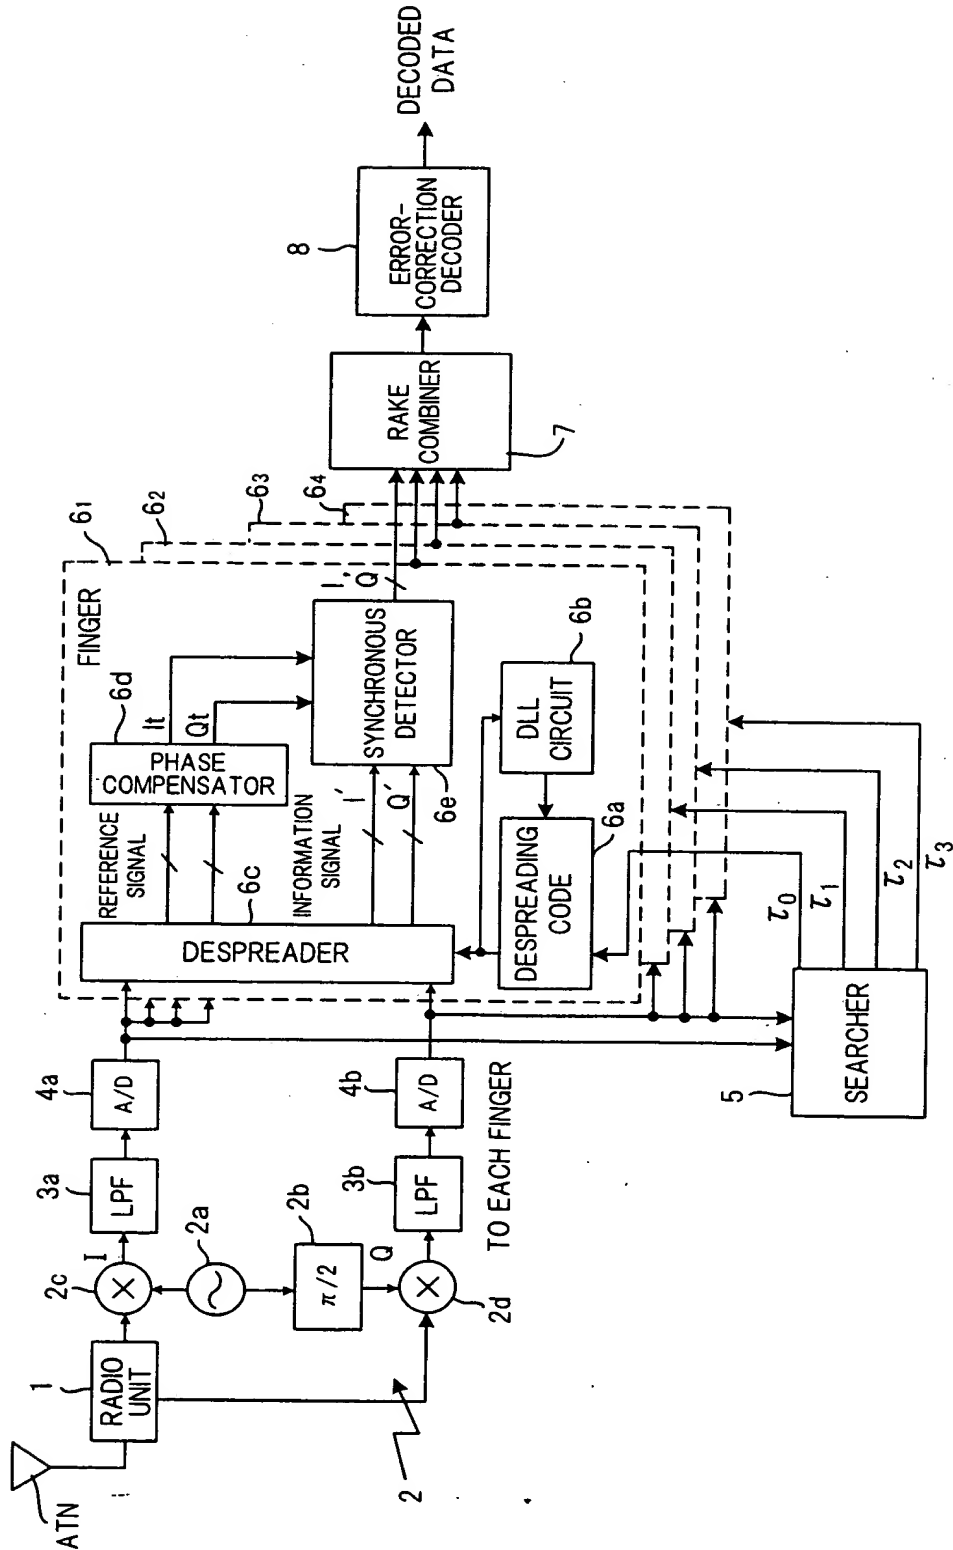 ATN
1
RADIO
UNIT
2
2c
I
2a
2b
π/2
Q
2d
3a
LPF
3b
LPF
4a
A/D
4b
A/D
TO EACH FINGER
5
SEARCHER
τ0
τ1
τ2
τ3
FINGER
61
62
63
64
DESPREADER
6c
REFERENCE
SIGNAL
INFORMATION
SIGNAL
I'
Q'
PHASE
COMPENSATOR
6d
It
Qt
SYNCHRONOUS
DETECTOR
6e
I'
Q
DESPREADING
CODE
6a
DLL
CIRCUIT
6b
RAKE
COMBINER
7
ERROR-
CORRECTION
DECODER
8
DECODED
DATA